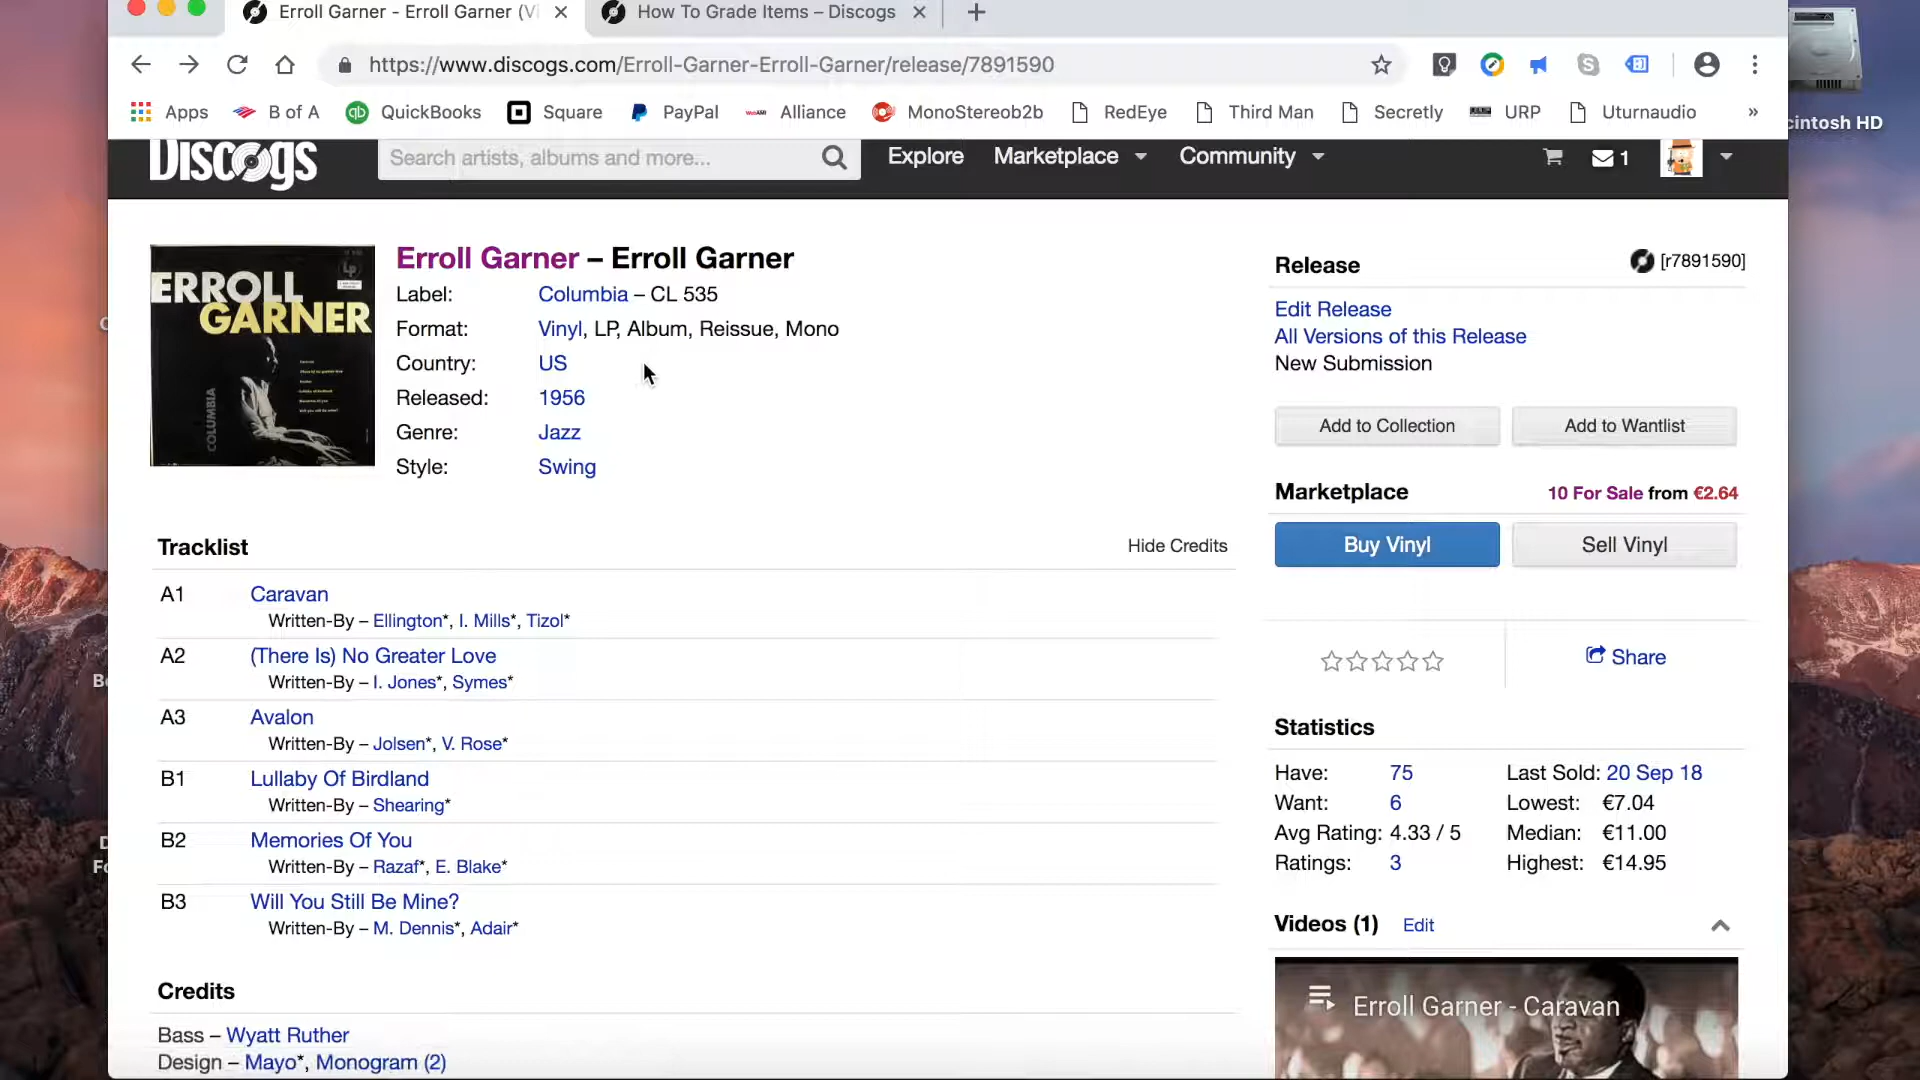 Erroll Garner - Erroll Garner (Vi
How To Grade Items – Discogs
https://www.discogs.com/Erroll-Garner-Erroll-Garner/release/7891590
Apps B of A QuickBooks Square PayPal Alliance MonoStereob2b RedEye Third Man Secretly URP Uturnaudio »
cintosh HD
Discogs Search artists, albums and more... Explore Marketplace Community 1
ERROLL
GARNER
COLUMBIA
Erroll Garner – Erroll Garner
Label: Columbia – CL 535
Format: Vinyl, LP, Album, Reissue, Mono
Country: US
Released: 1956
Genre: Jazz
Style: Swing
Tracklist Hide Credits
A1 Caravan
Written-By – Ellington*, I. Mills*, Tizol*
A2 (There Is) No Greater Love
Written-By – I. Jones*, Symes*
A3 Avalon
Written-By – Jolsen*, V. Rose*
B1 Lullaby Of Birdland
Written-By – Shearing*
B2 Memories Of You
Written-By – Razaf*, E. Blake*
B3 Will You Still Be Mine?
Written-By – M. Dennis*, Adair*
Credits
Bass – Wyatt Ruther
Design – Mayo*, Monogram (2)
Release [r7891590]
Edit Release
All Versions of this Release
New Submission
Add to Collection Add to Wantlist
Marketplace 10 For Sale from €2.64
Buy Vinyl Sell Vinyl
Share
Statistics
Have: 75 Last Sold: 20 Sep 18
Want: 6 Lowest: €7.04
Avg Rating: 4.33 / 5 Median: €11.00
Ratings: 3 Highest: €14.95
Videos (1) Edit
Erroll Garner - Caravan